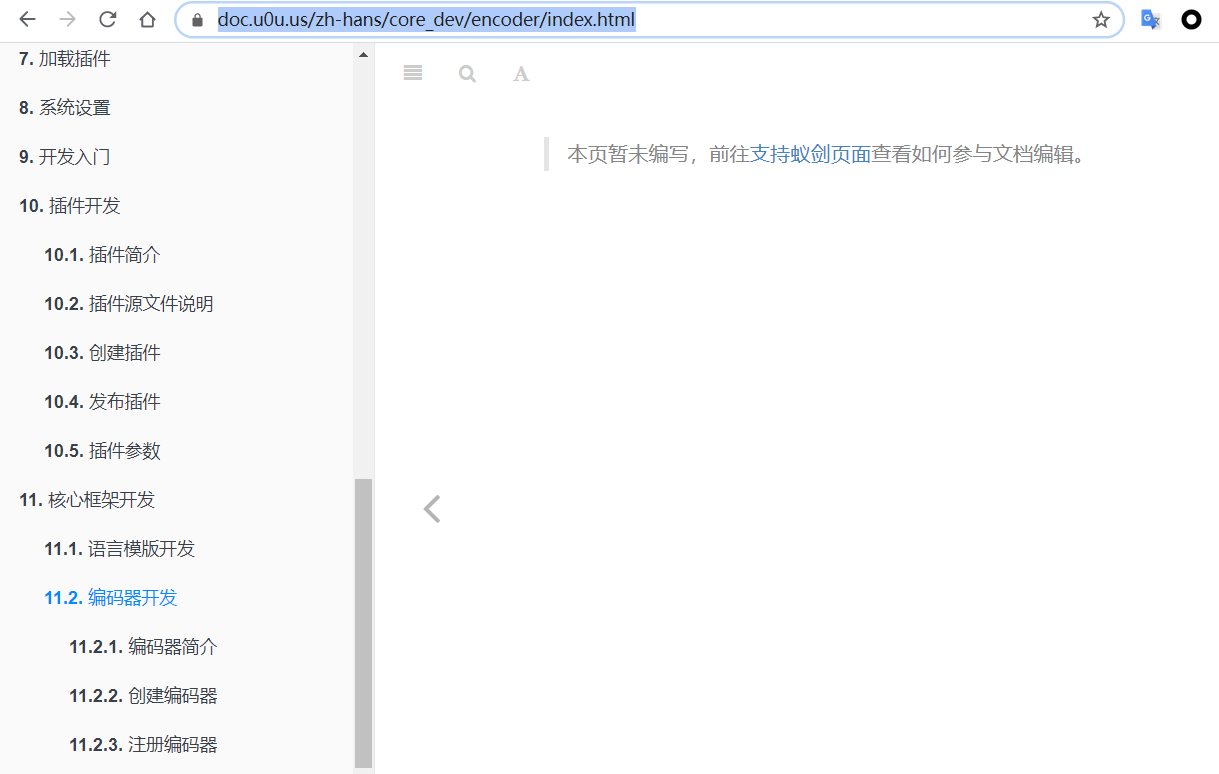 doc.u0u.us/zh-hans/core_dev/encoder/index.html
7. 加载插件
8. 系统设置
9. 开发入门
10. 插件开发
10.1. 插件简介
10.2. 插件源文件说明
10.3. 创建插件
10.4. 发布插件
10.5. 插件参数
11. 核心框架开发
11.1. 语言模版开发
11.2. 编码器开发
11.2.1. 编码器简介
11.2.2. 创建编码器
11.2.3. 注册编码器
A
本页暂未编写，前往支持蚁剑页面查看如何参与文档编辑。